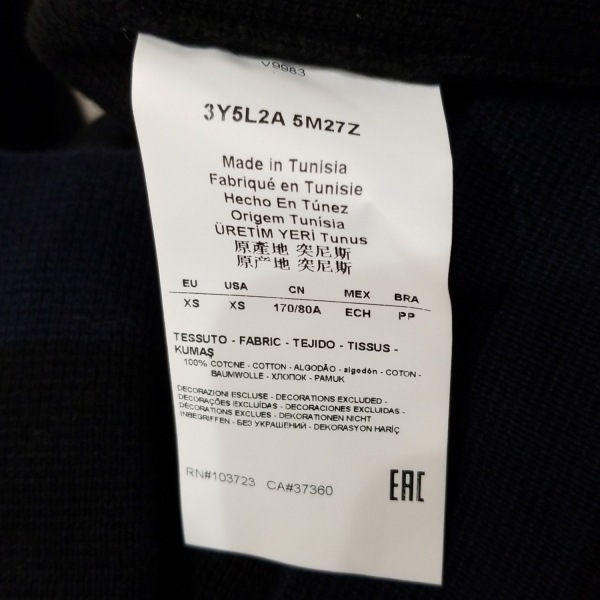 V9983
3Y5L2A 5M27Z
Made in Tunisia
Fabriqué en Tunisie
Hecho En Túnez
Origem Tunísia
ÜRETİM YERİ Tunus
原產地 突尼斯
原产地 突尼斯
EU USA CN MEX BRA
XS XS 170/80A ECH PP
TESSUTO - FABRIC - TEJIDO - TISSUS -
KUMAŞ
100% COTONE - COTTON - ALGODÃO - algodón - COTON -
BAUMWOLLE - ХЛОПОК - PAMUK
DECORAZIONI ESCLUSE - DECORATIONS EXCLUDED -
DECORAÇÕES EXCLUÍDAS - DECORACIONES EXCLUIDAS -
DÉCORATIONS EXCLUES - DEKORATIONEN NICHT
INBEGRIFFEN - БЕЗ УКРАШЕНИЙ - DEKORASYON HARİÇ
RN#103723 CA#37360
EAC